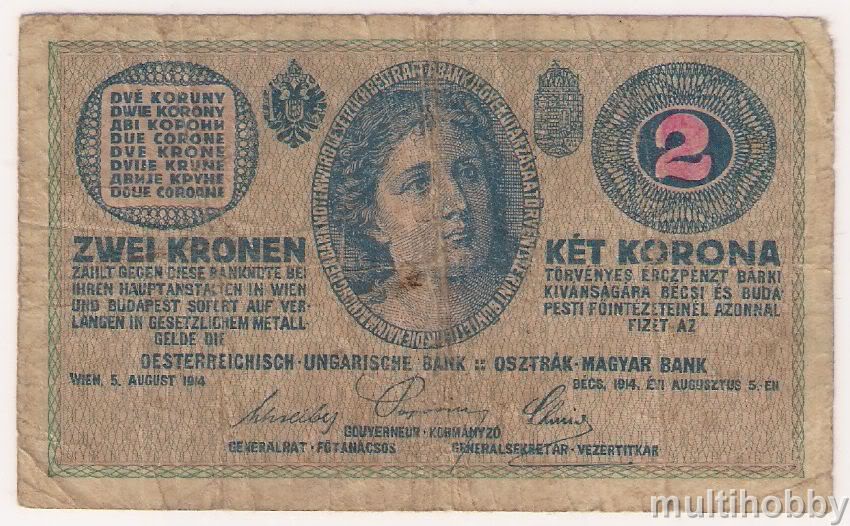 DVĚ KORUNY
DWIE KORONY
ДВІ КОРОНИ
DUE CORONE
DVE KRONE
DVIJE KRUNE
ДВИЈЕ КРУНЕ
DOUE COROANE
2
ZWEI KRONEN
ZAHLT GEGEN DIESE BANKNOTE BEI
IHREN HAUPTANSTALTEN IN WIEN
UND BUDAPEST SOFORT AUF VER-
LANGEN IN GESETZLICHEM METALL-
GELDE DIE
KÉT KORONA
TÖRVÉNYES ÉRCZPÉNZT BÁRKI
KIVÁNSÁGÁRA BÉCSI ÉS BUDA
PESTI FŐINTÉZETEINÉL AZONNAL
FIZET AZ
OESTERREICHISCH-UNGARISCHE BANK :: OSZTRÁK-MAGYAR BANK
WIEN, 5. AUGUST 1914
BÉCS, 1914. ÉVI AUGUSZTUS 5.-ÉN
GOUVERNEUR · KORMÁNYZÓ
GENERALRAT · FŐTANÁCSOS
GENERALSEKRETÄR · VEZÉRTITKÁR
multihobby